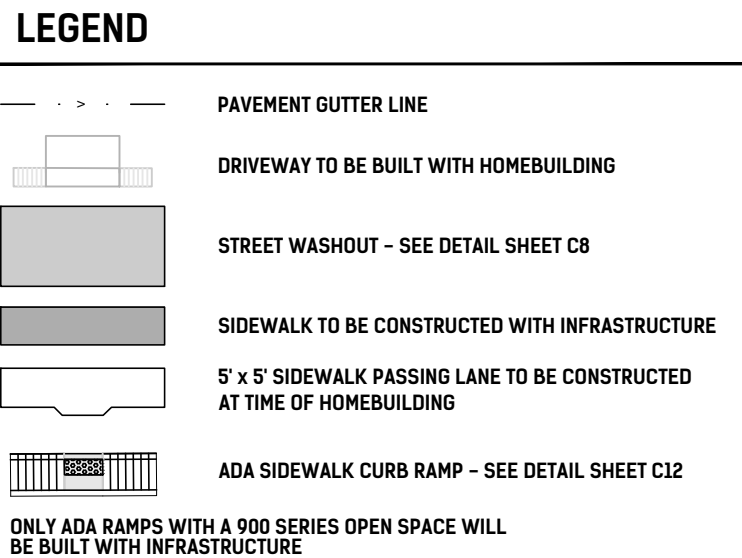 LEGEND
PAVEMENT GUTTER LINE
DRIVEWAY TO BE BUILT WITH HOMEBUILDING
STREET WASHOUT - SEE DETAIL SHEET C8
SIDEWALK TO BE CONSTRUCTED WITH INFRASTRUCTURE
5' x 5' SIDEWALK PASSING LANE TO BE CONSTRUCTED
AT TIME OF HOMEBUILDING
ADA SIDEWALK CURB RAMP - SEE DETAIL SHEET C12
ONLY ADA RAMPS WITH A 900 SERIES OPEN SPACE WILL
BE BUILT WITH INFRASTRUCTURE